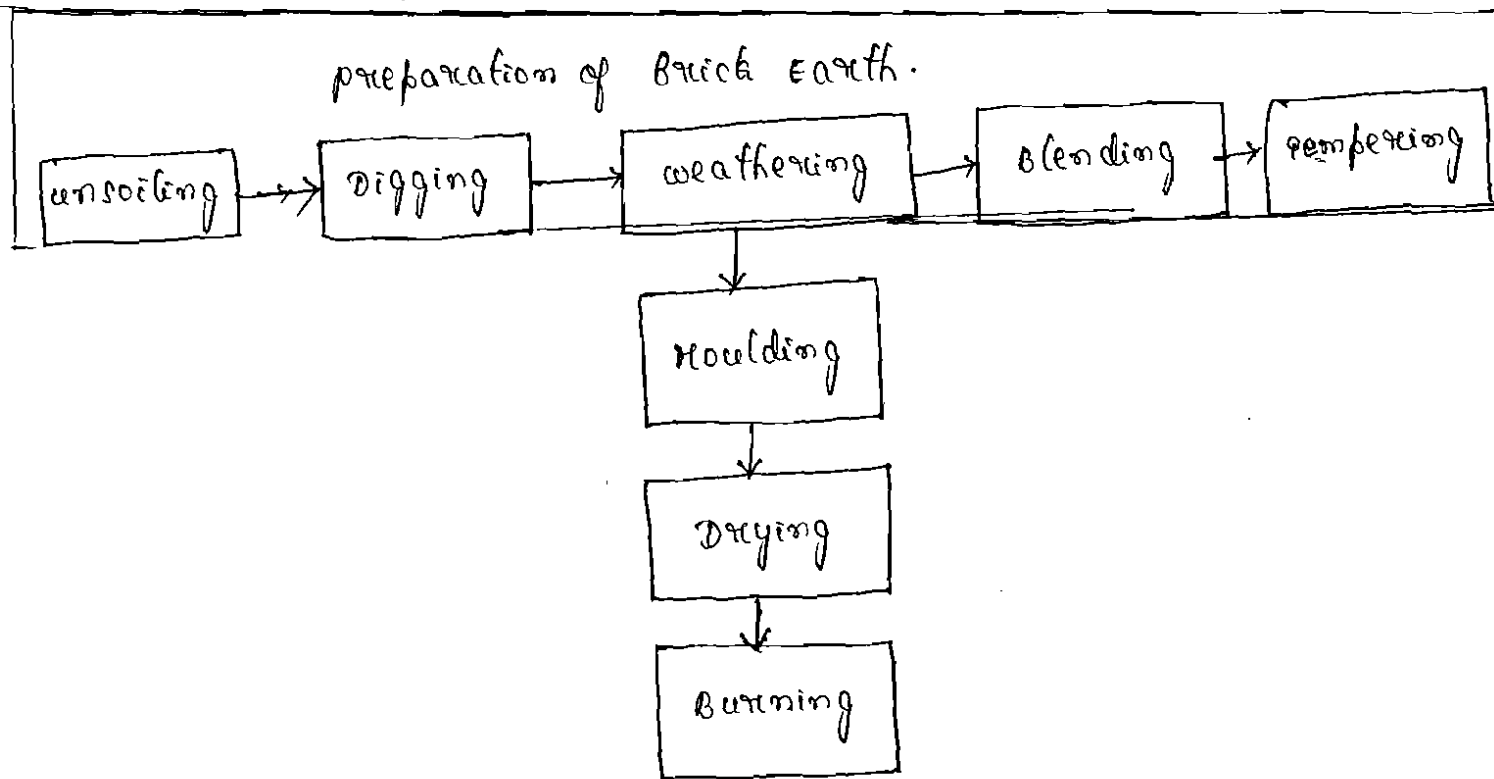 preparation of Brick Earth.
unsoiling Digging weathering Blending Tempering
Moulding
Drying
Burning